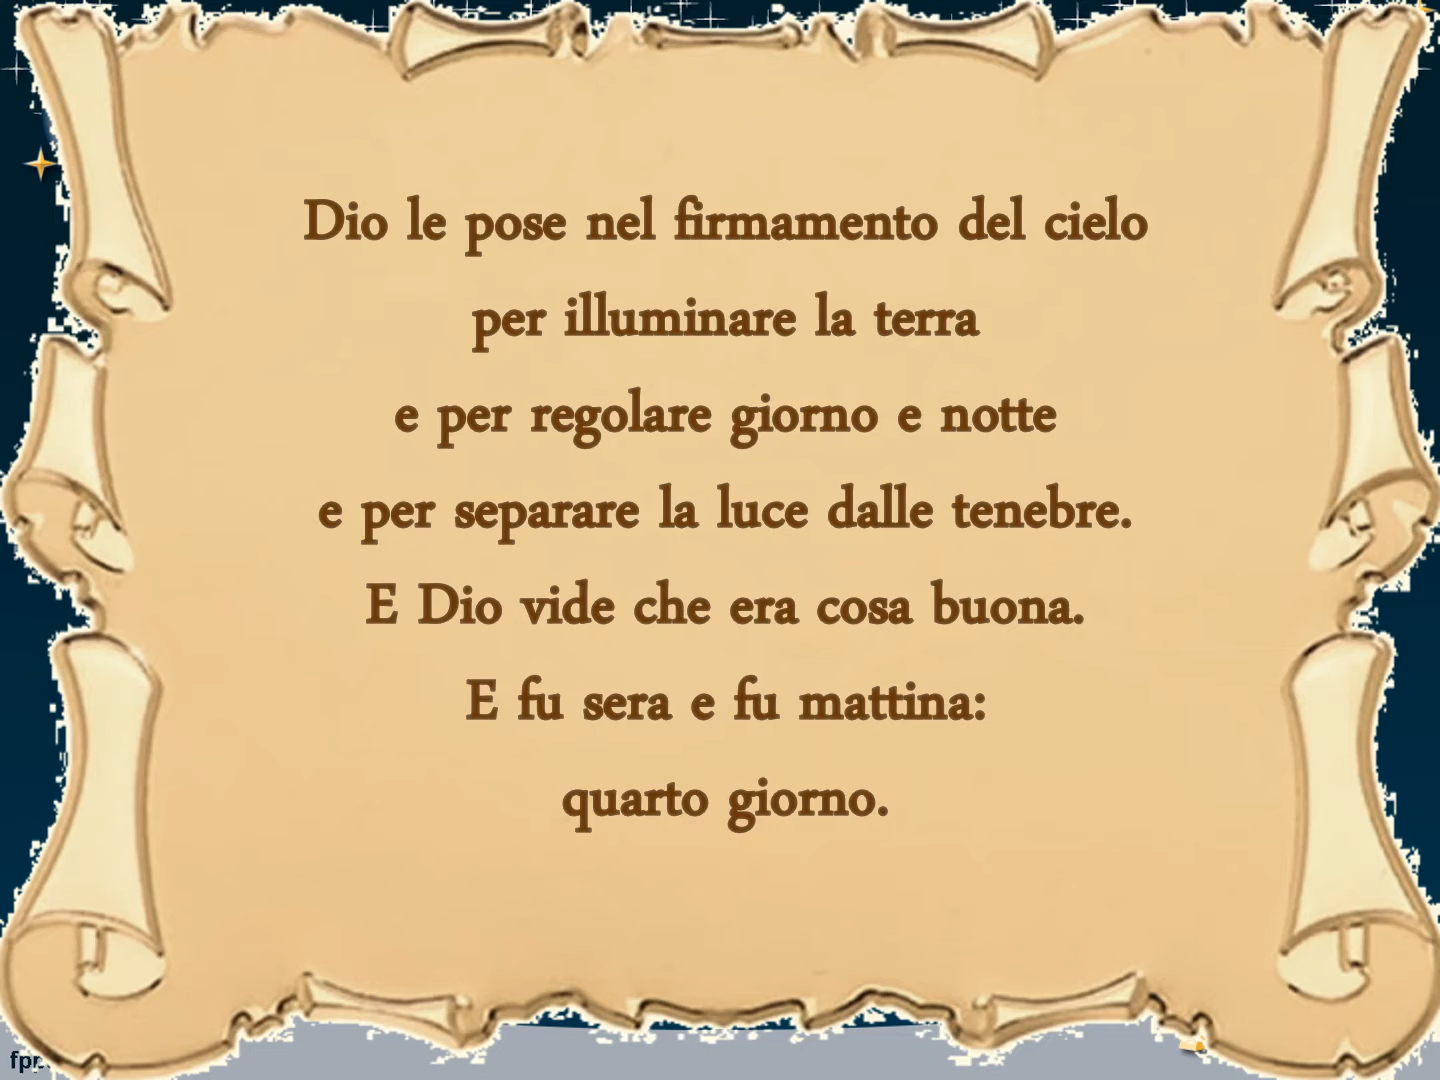 Dio le pose nel firmamento del cielo
per illuminare la terra
e per regolare giorno e notte
e per separare la luce dalle tenebre.
E Dio vide che era cosa buona.
E fu sera e fu mattina:
quarto giorno.